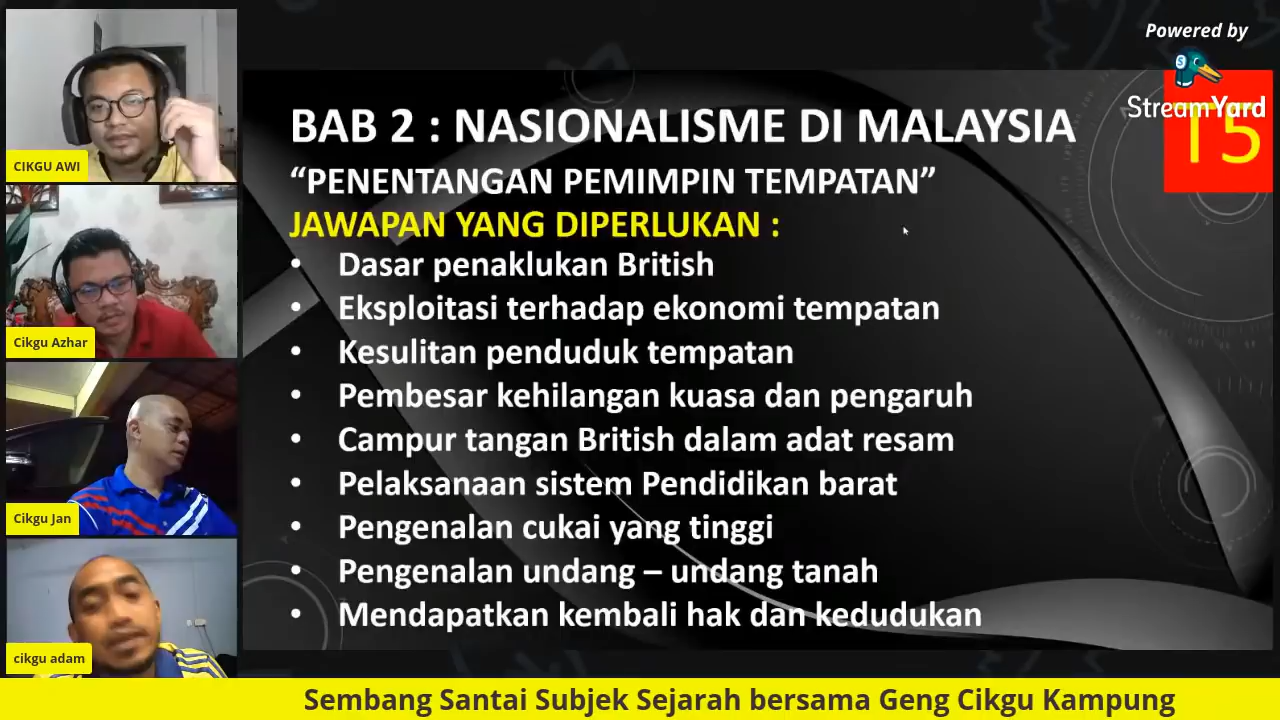 Powered by
StreamYard
T5
BAB 2 : NASIONALISME DI MALAYSIA
“PENENTANGAN PEMIMPIN TEMPATAN”
JAWAPAN YANG DIPERLUKAN :
• Dasar penaklukan British
• Eksploitasi terhadap ekonomi tempatan
• Kesulitan penduduk tempatan
• Pembesar kehilangan kuasa dan pengaruh
• Campur tangan British dalam adat resam
• Pelaksanaan sistem Pendidikan barat
• Pengenalan cukai yang tinggi
• Pengenalan undang – undang tanah
• Mendapatkan kembali hak dan kedudukan
CIKGU AWI
Cikgu Azhar
Cikgu Jan
cikgu adam
Sembang Santai Subjek Sejarah bersama Geng Cikgu Kampung